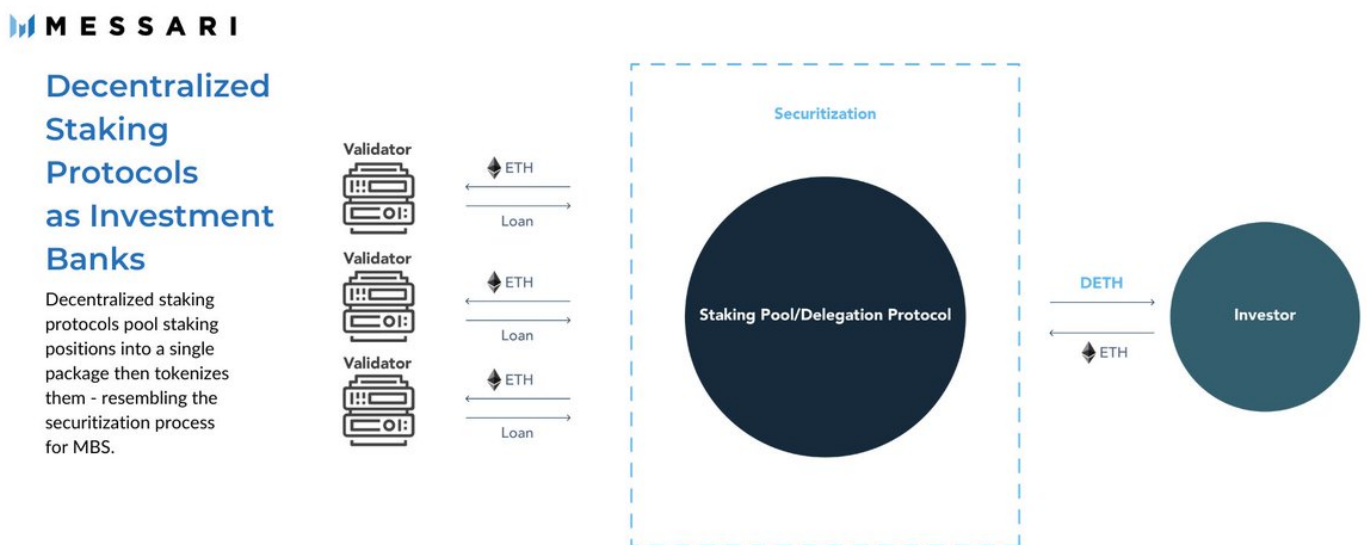 MESSARI
Decentralized
Staking
Protocols
as Investment
Banks
Decentralized staking
protocols pool staking
positions into a single
package then tokenizes
them - resembling the
securitization process
for MBS.
Validator
ETH
Loan
Validator
ETH
Loan
Validator
ETH
Loan
Securitization
Staking Pool/Delegation Protocol
DETH
ETH
Investor